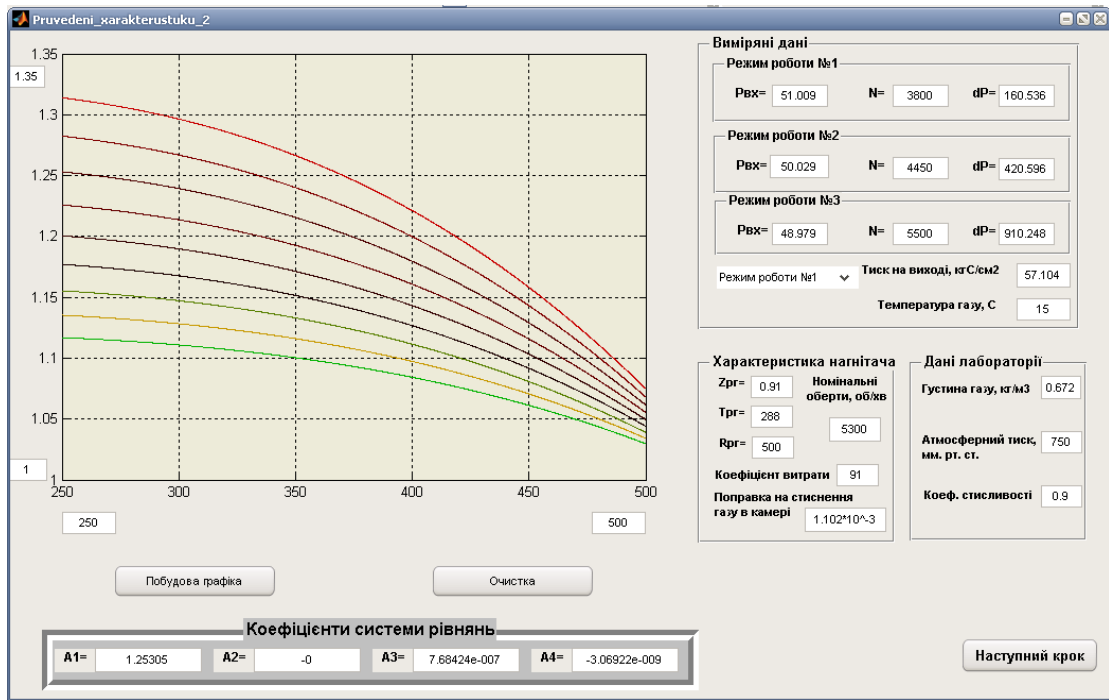 Pruvedeni_xarakterustuku_2
1.35
1.35
1.3
1.25
1.2
1.15
1.1
1.05
1
1
250 300 350 400 450 500
250 500
Побудова графіка
Очистка
Коефіцієнти системи рівнянь
A1= 1.25305 A2= -0 A3= 7.68424e-007 A4= -3.06922e-009
Виміряні дані
Режим роботи №1
Рвх= 51.009 N= 3800 dP= 160.536
Режим роботи №2
Рвх= 50.029 N= 4450 dP= 420.596
Режим роботи №3
Рвх= 48.979 N= 5500 dP= 910.248
Режим роботи №1
Тиск на виході, кгС/см2 57.104
Температура газу, С 15
Характеристика нагнітача
Zpr= 0.91
Tpr= 288
Rpr= 500
Номінальні
оберти, об/хв
5300
Коефіцієнт витрати 91
Поправка на стиснення
газу в камері 1.102*10^-3
Дані лабораторії
Густина газу, кг/м3 0.672
Атмосферний тиск,
мм. рт. ст. 750
Коеф. стисливості 0.9
Наступний крок